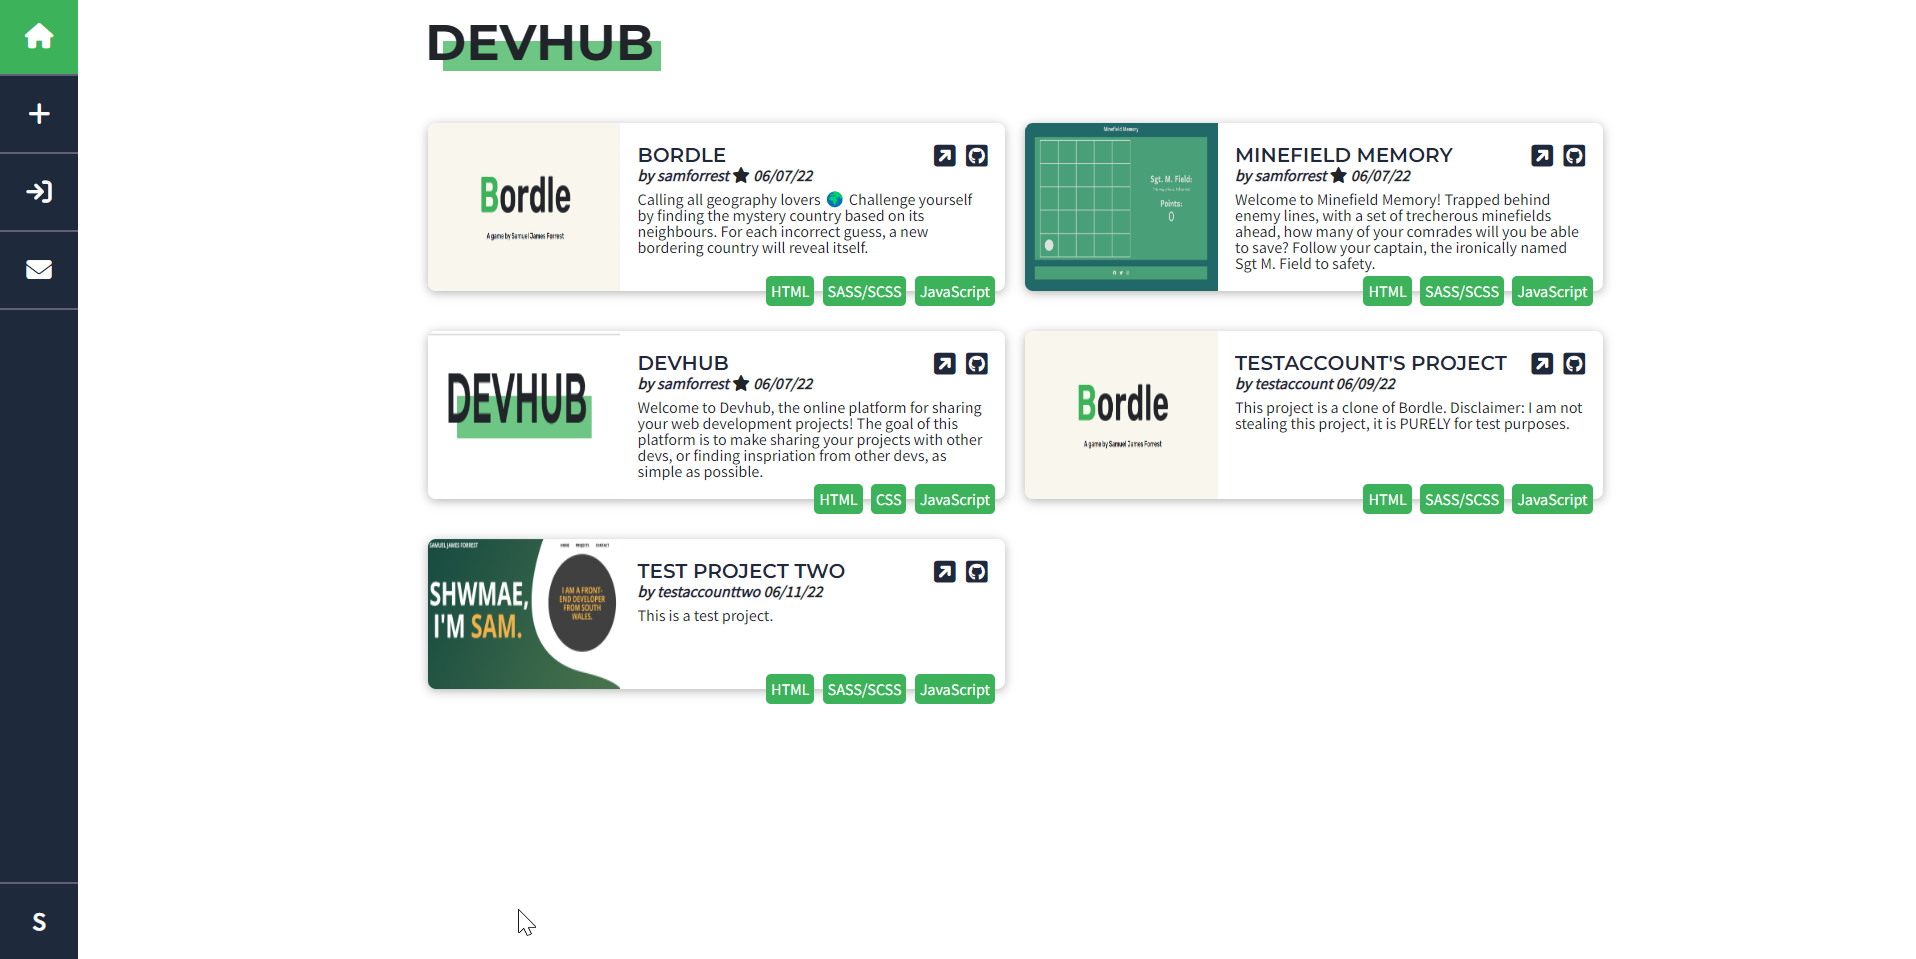 DEVHUB
Bordle
A game by Samuel James Forrest
BORDLE
by samforrest 06/07/22
Calling all geography lovers 🌍 Challenge yourself
by finding the mystery country based on its
neighbours. For each incorrect guess, a new
bordering country will reveal itself.
HTML SASS/SCSS JavaScript
Minefield Memory
Sgt. M. Field:
Points:
0
MINEFIELD MEMORY
by samforrest 06/07/22
Welcome to Minefield Memory! Trapped behind
enemy lines, with a set of trecherous minefields
ahead, how many of your comrades will you be able
to save? Follow your captain, the ironically named
Sgt M. Field to safety.
HTML SASS/SCSS JavaScript
DEVHUB
DEVHUB
by samforrest 06/07/22
Welcome to Devhub, the online platform for sharing
your web development projects! The goal of this
platform is to make sharing your projects with other
devs, or finding inspriation from other devs, as
simple as possible.
HTML CSS JavaScript
Bordle
A game by Samuel James Forrest
TESTACCOUNT'S PROJECT
by testaccount 06/09/22
This project is a clone of Bordle. Disclaimer: I am not
stealing this project, it is PURELY for test purposes.
HTML SASS/SCSS JavaScript
SAMUEL JAMES FORREST
HOME PROJECTS CONTACT
SHWMAE,
I'M SAM.
I AM A FRONT-
END DEVELOPER
FROM SOUTH
WALES.
TEST PROJECT TWO
by testaccounttwo 06/11/22
This is a test project.
HTML SASS/SCSS JavaScript
S